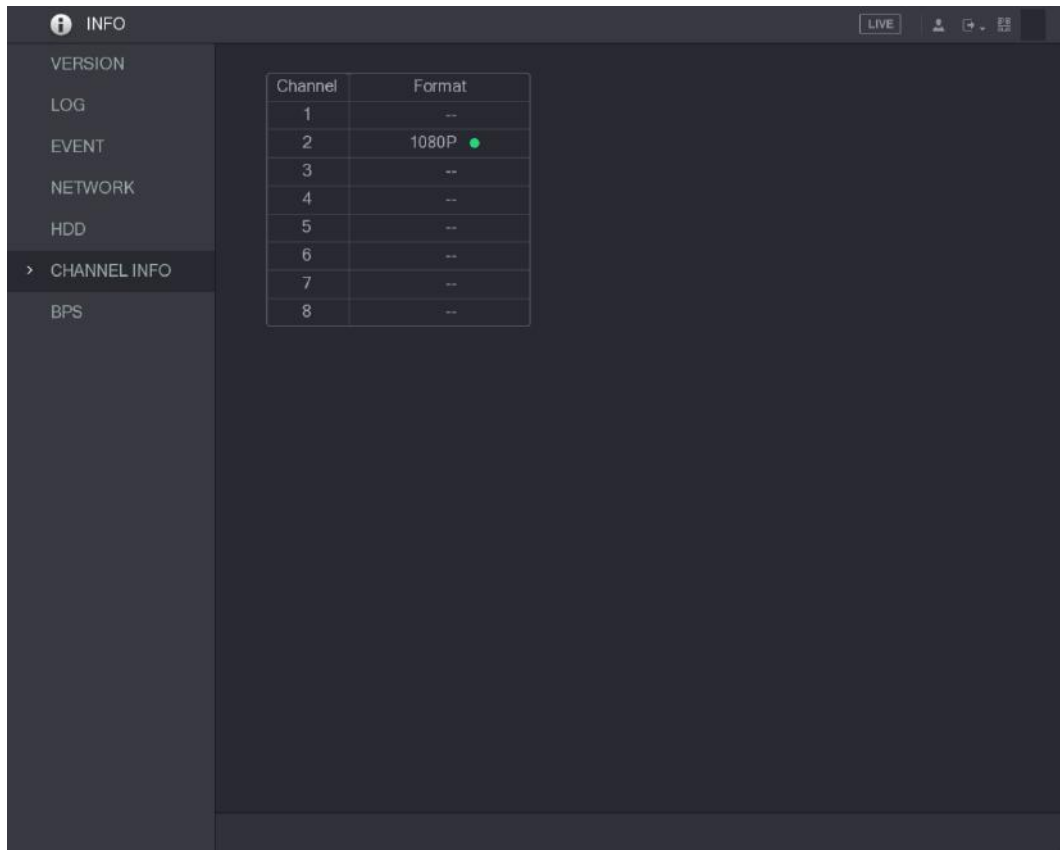 INFO
LIVE
VERSION
LOG
EVENT
NETWORK
HDD
> CHANNEL INFO
BPS
Channel Format
1 --
2 1080P
3 --
4 --
5 --
6 --
7 --
8 --